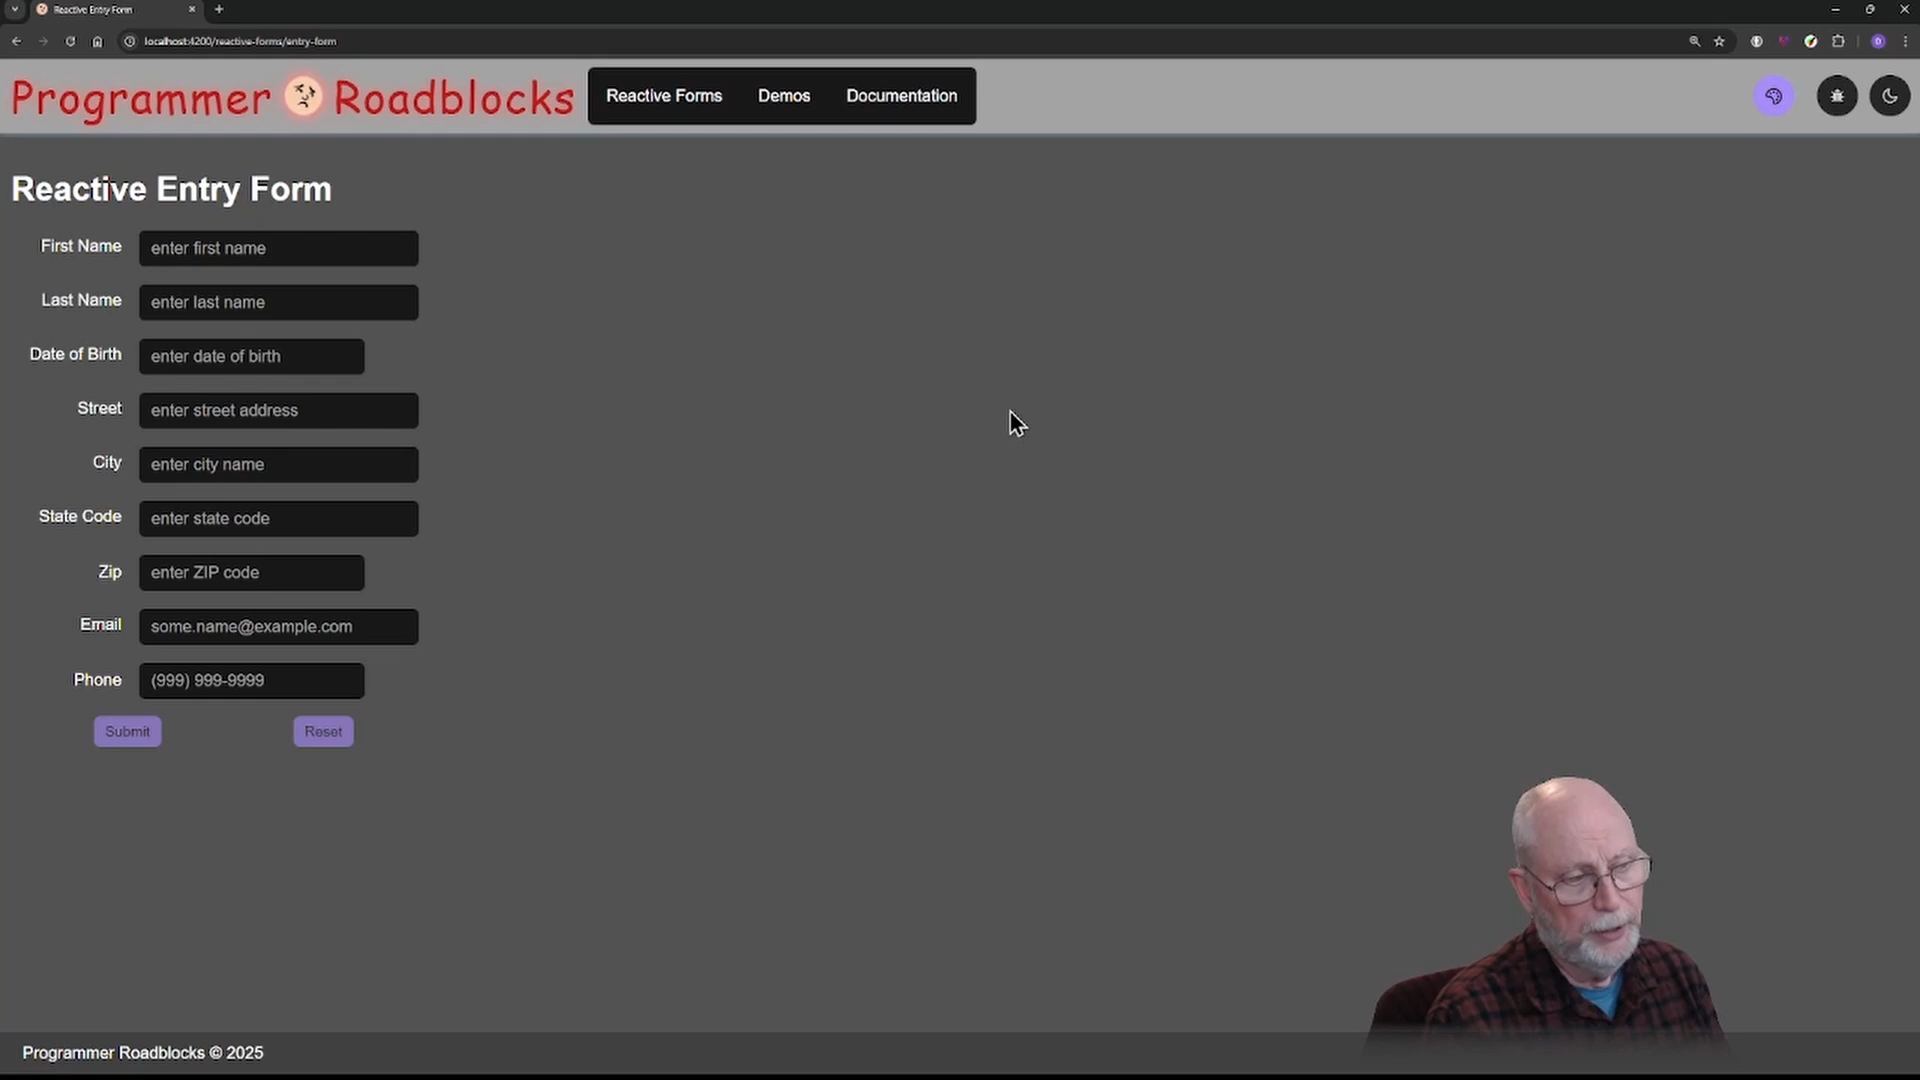 Reactive Entry Form
localhost:4200/reactive-forms/entry-form
Programmer Roadblocks
Reactive Forms
Demos
Documentation
Reactive Entry Form
First Name
enter first name
Last Name
enter last name
Date of Birth
enter date of birth
Street
enter street address
City
enter city name
State Code
enter state code
Zip
enter ZIP code
Email
some.name@example.com
Phone
(999) 999-9999
Submit
Reset
Programmer Roadblocks © 2025